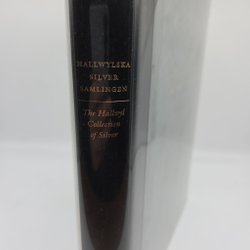 HALLWYLSKA
SILVER
SAMLINGEN
The Hallwyl
Collection
of Silver